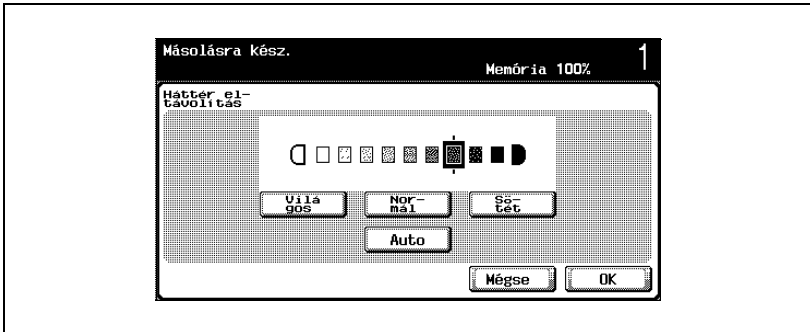 Másolásra kész.
Memória 100%
1
Háttér el-
távolítás
Vilá
gos
Nor-
mál
Sö-
tét
Auto
Mégse
OK